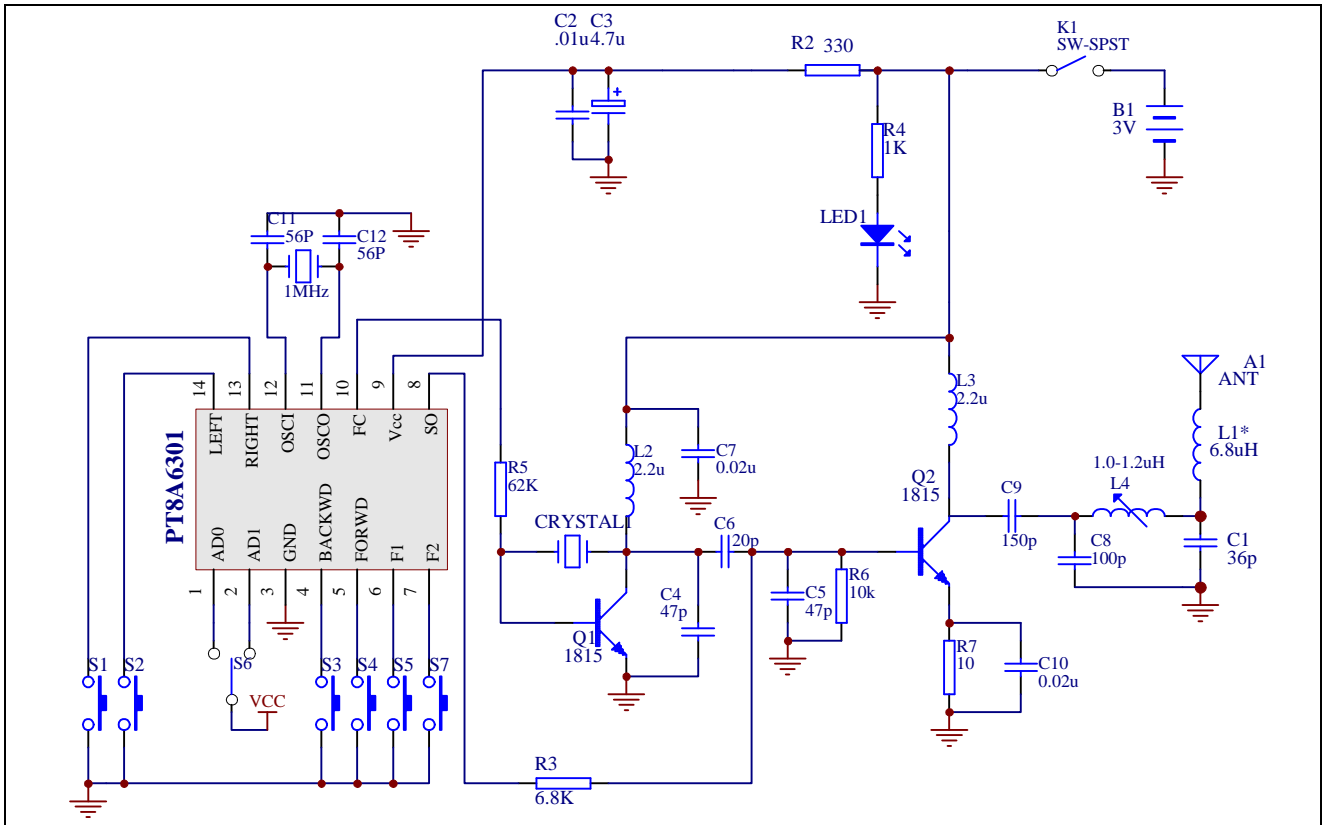 C2 C3
.01u 4.7u
R2 330
K1
SW-SPST
B1
3V
R4
1K
LED1
C11
56P
C12
56P
1MHz
14 13 12 11 10 9 8
LEFT RIGHT OSCI OSCO FC Vcc SO
PT8A6301
AD0 AD1 GND BACKWD FORWD F1 F2
1 2 3 4 5 6 7
R5
62K
L2
2.2u
C7
0.02u
L3
2.2u
A1
ANT
L1*
6.8uH
1.0-1.2uH
L4
Q2
1815
C9
150p
C8
100p
C1
36p
CRYSTAL1
C6
20p
C4
47p
C5
47p
R6
10k
Q1
1815
R7
10
C10
0.02u
S1 S2 S6 S3 S4 S5 S7
VCC
R3
6.8K